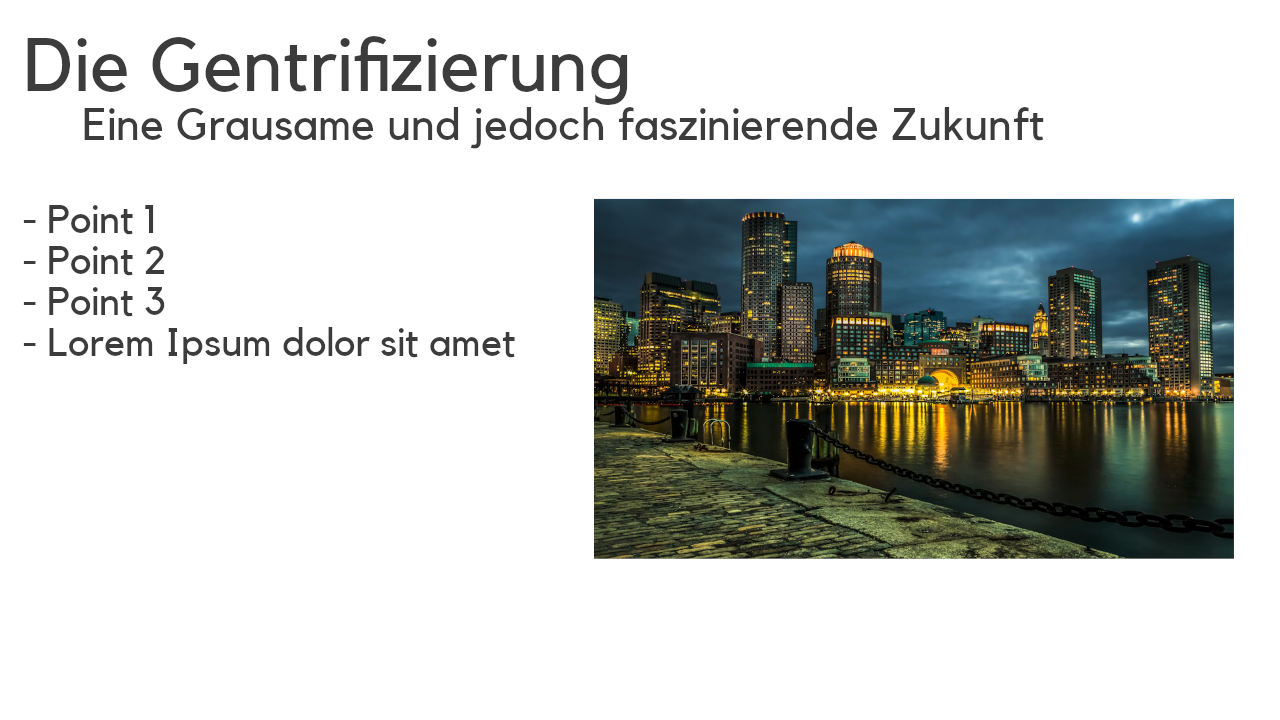 Die Gentrifizierung
Eine Grausame und jedoch faszinierende Zukunft
- Point 1
- Point 2
- Point 3
- Lorem Ipsum dolor sit amet